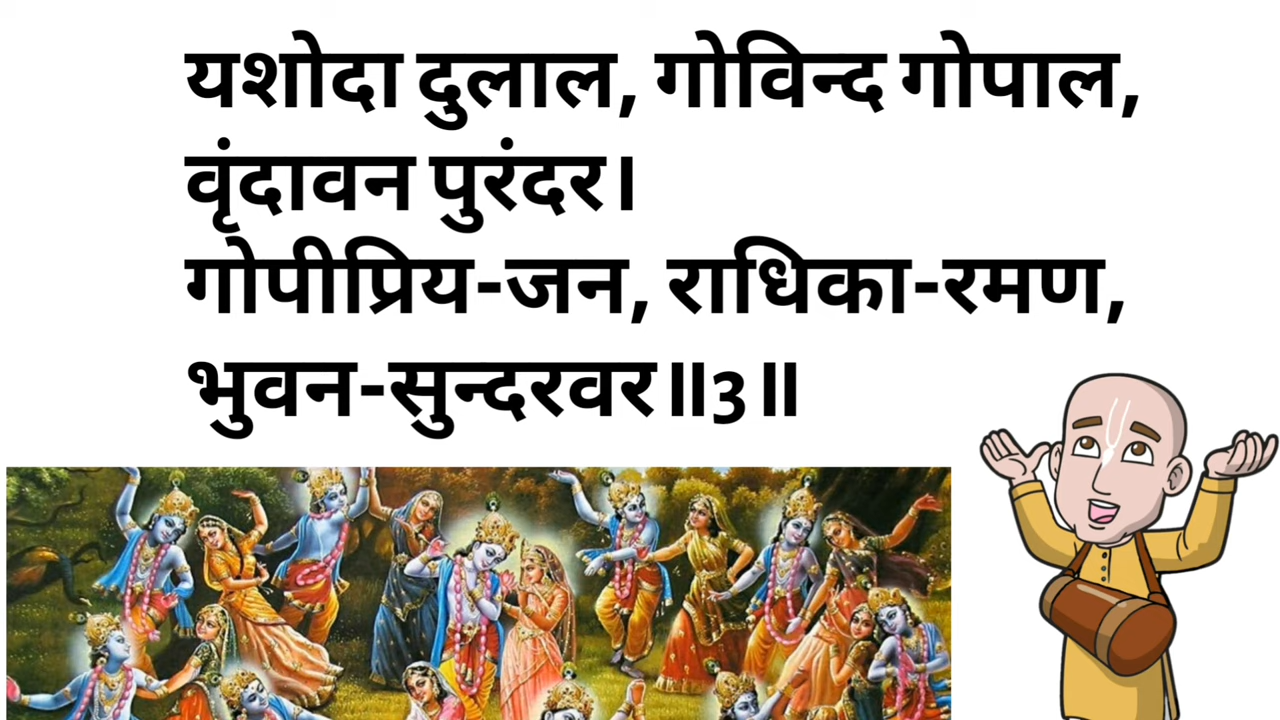 यशोदा दुलाल, गोविन्द गोपाल,
वृंदावन पुरंदर।
गोपीप्रिय-जन, राधिका-रमण,
भुवन-सुन्दरवर॥3॥